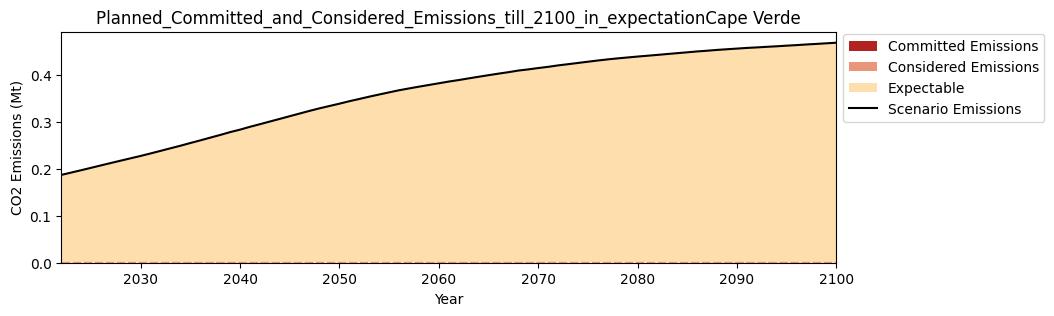 Planned_Committed_and_Considered_Emissions_till_2100_in_expectationCape Verde
CO2 Emissions (Mt)
0.4
0.3
0.2
0.1
0.0
2030 2040 2050 2060 2070 2080 2090 2100
Year
Committed Emissions
Considered Emissions
Expectable
Scenario Emissions